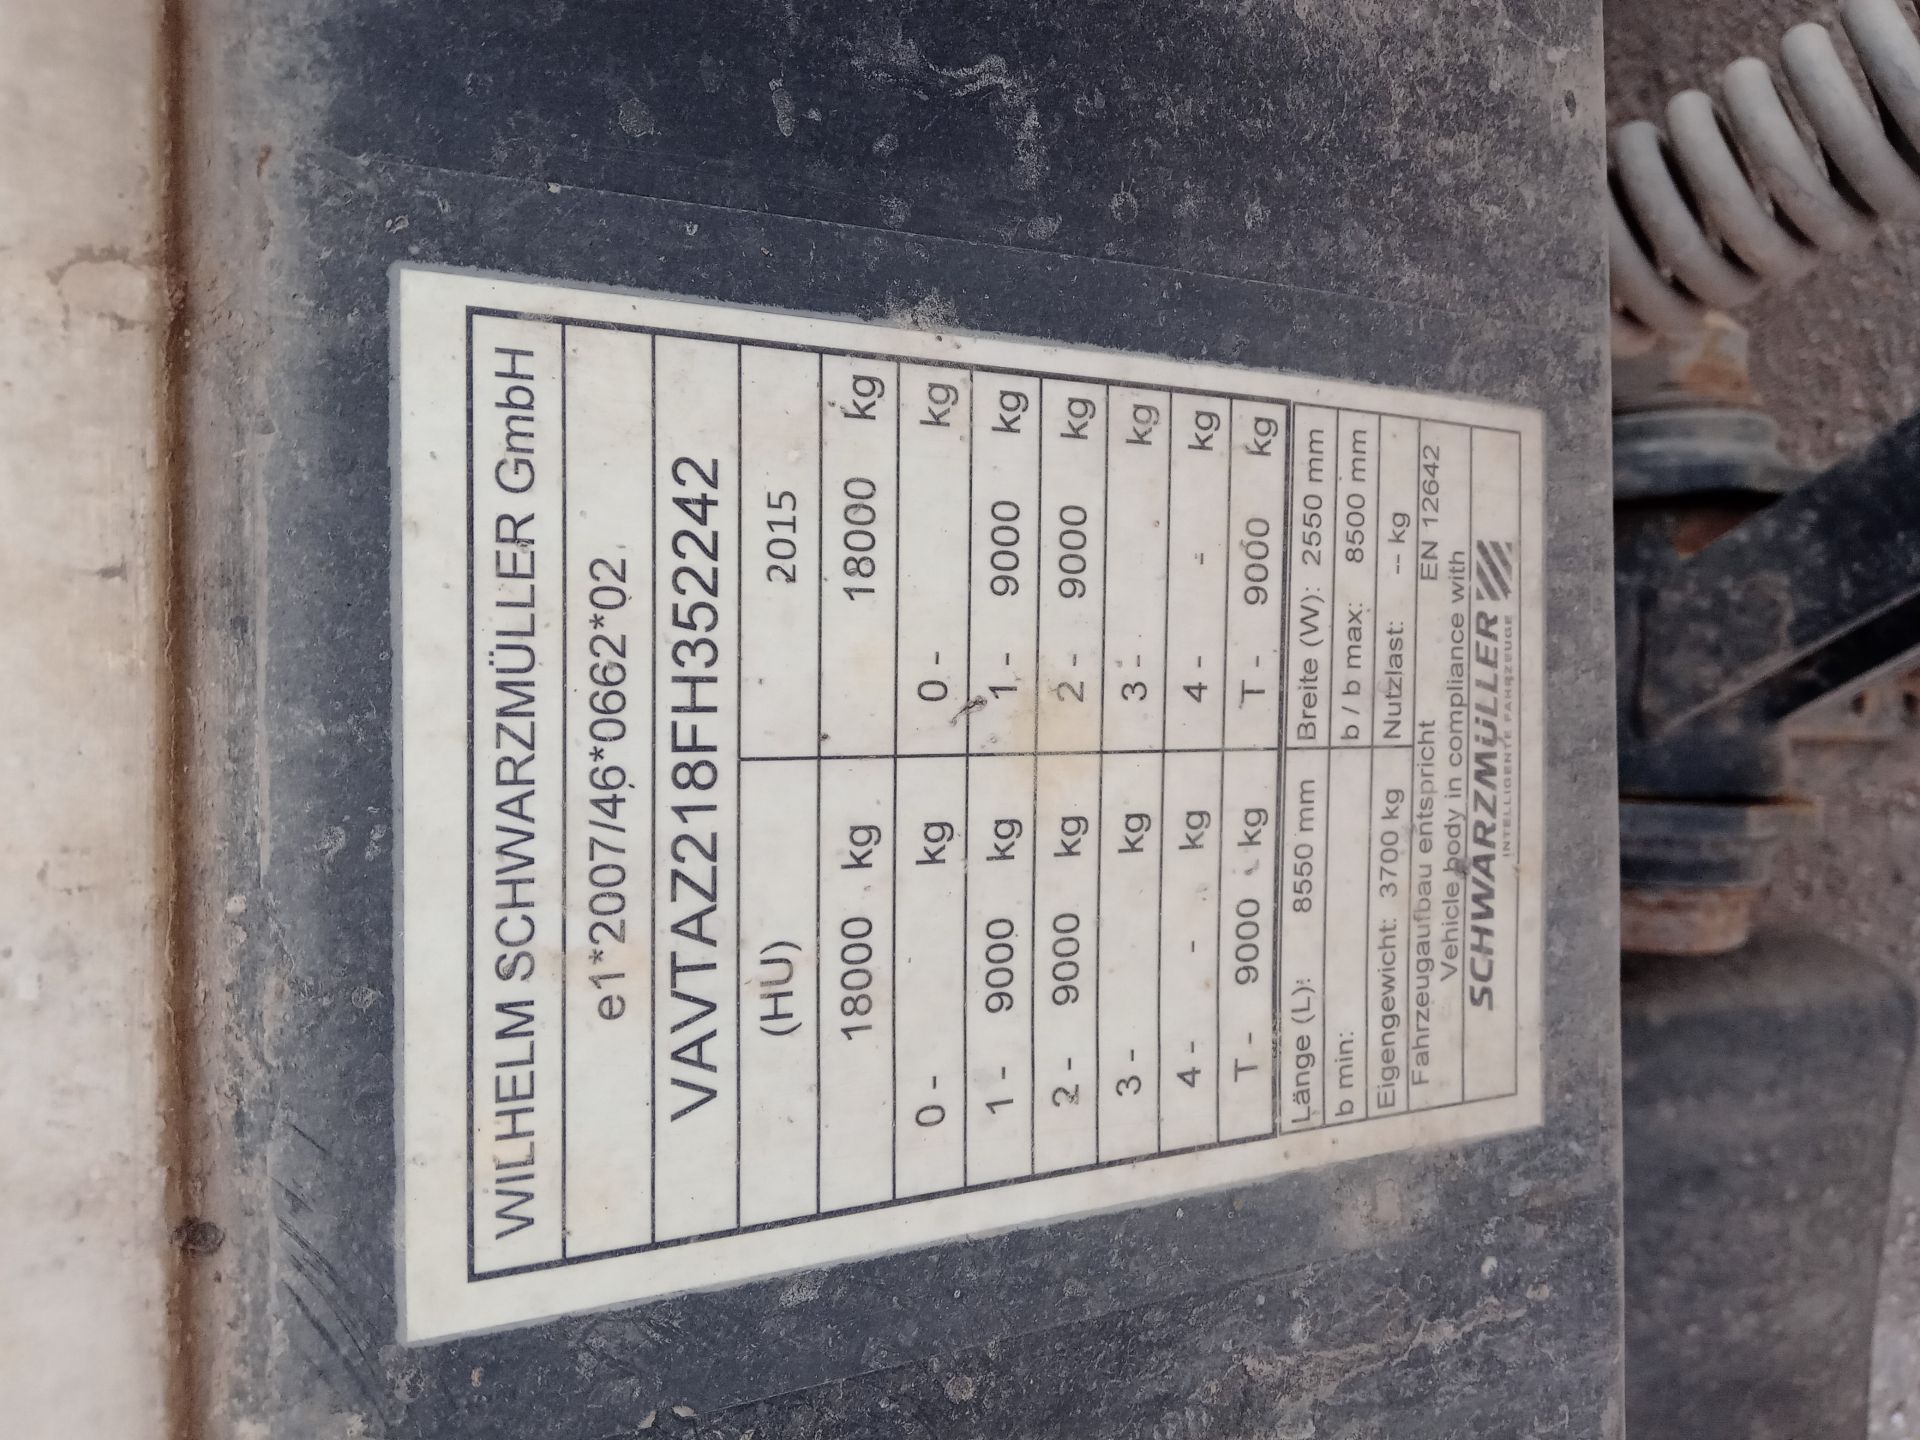 WILHELM SCHWARZMÜLLER GmbH
e1*2007/46*0662*02
VAVTAZ218FH352242
(HU) 2015
18000 kg 18000 kg
0 - kg 0 - kg
1 - 9000 kg 1 - 9000 kg
2 - 9000 kg 2 - 9000 kg
3 - kg 3 - kg
4 - - kg 4 - - kg
T - 9000 kg T - 9000 kg
Länge (L): 8550 mm Breite (W): 2550 mm
b min: b / b max: 8500 mm
Eigengewicht: 3700 kg Nutzlast: -- kg
Fahrzeugaufbau entspricht EN 12642
Vehicle body in compliance with
SCHWARZMÜLLER
INTELLIGENTE FAHRZEUGE